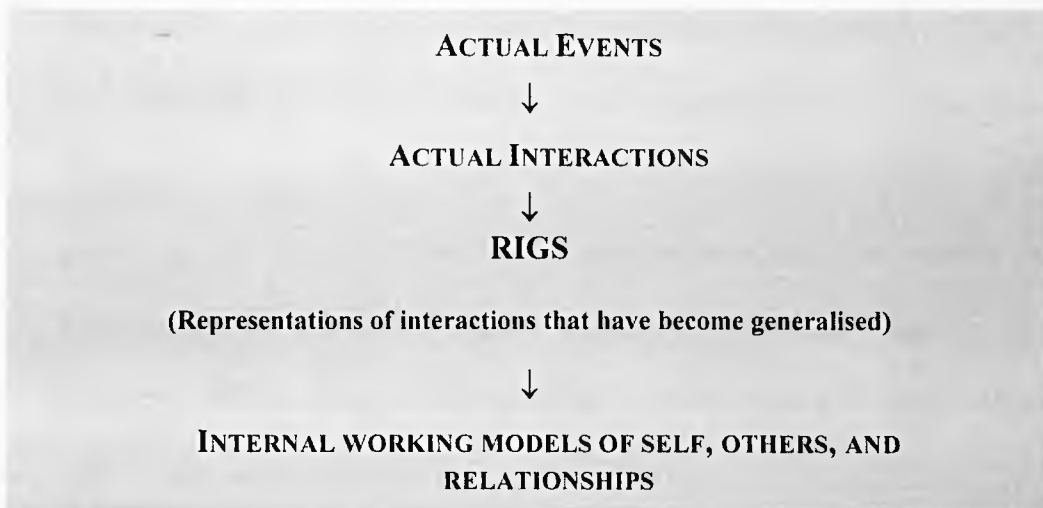 ACTUAL EVENTS
↓
ACTUAL INTERACTIONS
↓
RIGS
(Representations of interactions that have become generalised)
↓
INTERNAL WORKING MODELS OF SELF, OTHERS, AND
RELATIONSHIPS